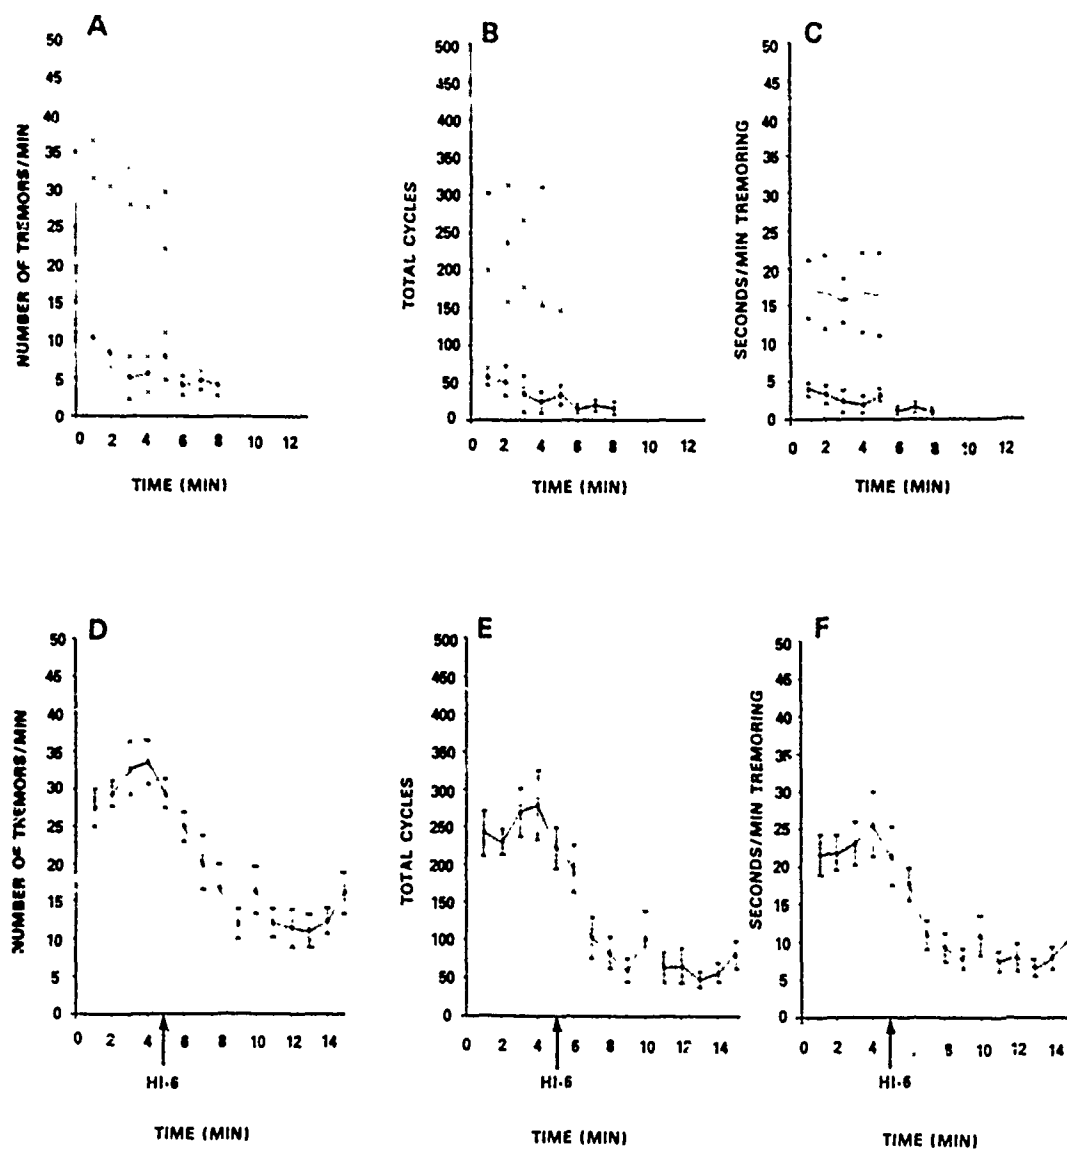 A
50
45
40
35
30
25
20
15
10
5
0
NUMBER OF TREMORS/MIN
0 2 4 6 8 10 12
TIME (MIN)
B
500
450
400
350
300
250
200
150
100
50
0
TOTAL CYCLES
0 2 4 6 8 10 12
TIME (MIN)
C
50
45
40
35
30
25
20
15
10
5
0
SECONDS/MIN TREMORING
0 2 4 6 8 10 12
TIME (MIN)
D
50
45
40
35
30
25
20
15
10
5
0
NUMBER OF TREMORS/MIN
0 2 4 6 8 10 12 14
HI-6
TIME (MIN)
E
500
450
400
350
300
250
200
150
100
50
0
TOTAL CYCLES
0 2 4 6 8 10 12 14
HI-6
TIME (MIN)
F
50
45
40
35
30
25
20
15
10
5
0
SECONDS/MIN TREMORING
0 2 4 8 10 12 14
HI-6
TIME (MIN)